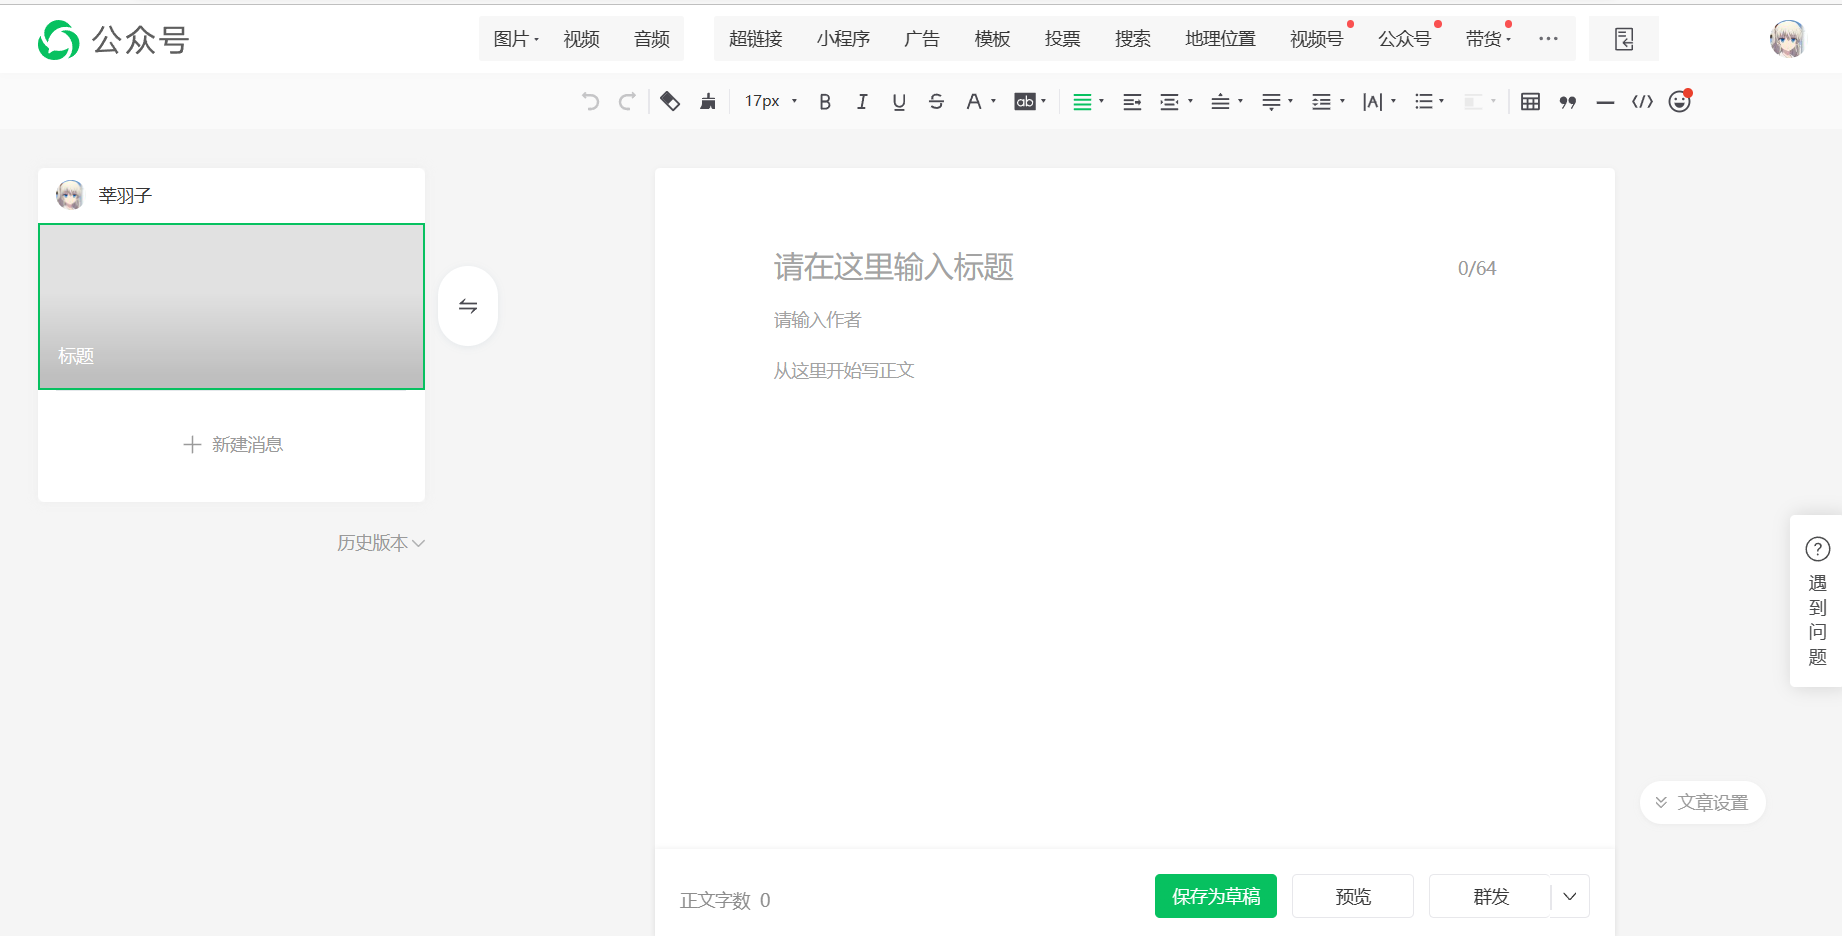 公众号
图片 视频 音频 超链接 小程序 广告 模板 投票 搜索 地理位置 视频号 公众号 带货 ···
17px B I U S A ab |A| </>
莘羽子
标题
新建消息
历史版本
请在这里输入标题 0/64
请输入作者
从这里开始写正文
?
遇
到
问
题
文章设置
正文字数 0 保存为草稿 预览 群发